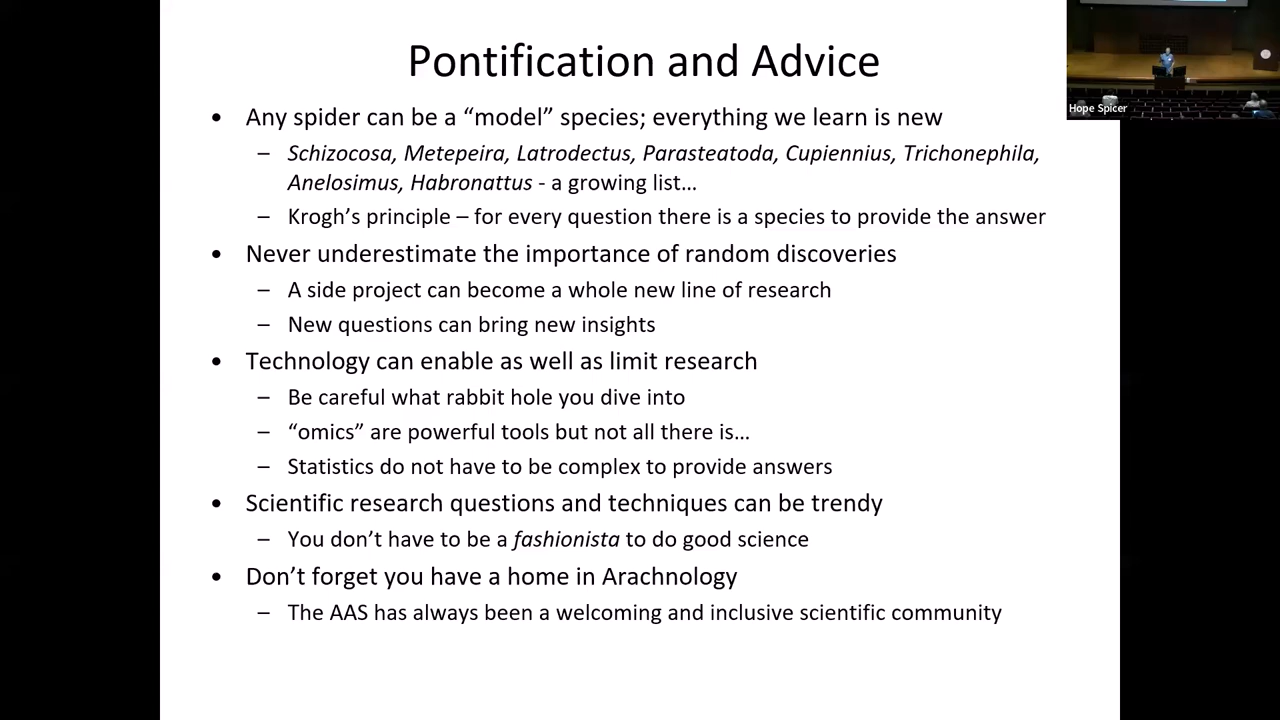 Pontification and Advice
Hope Spicer
• Any spider can be a “model” species; everything we learn is new
– Schizocosa, Metepeira, Latrodectus, Parasteatoda, Cupiennius, Trichonephila,
Anelosimus, Habronattus - a growing list…
– Krogh’s principle – for every question there is a species to provide the answer
• Never underestimate the importance of random discoveries
– A side project can become a whole new line of research
– New questions can bring new insights
• Technology can enable as well as limit research
– Be careful what rabbit hole you dive into
– “omics” are powerful tools but not all there is…
– Statistics do not have to be complex to provide answers
• Scientific research questions and techniques can be trendy
– You don’t have to be a fashionista to do good science
• Don’t forget you have a home in Arachnology
– The AAS has always been a welcoming and inclusive scientific community